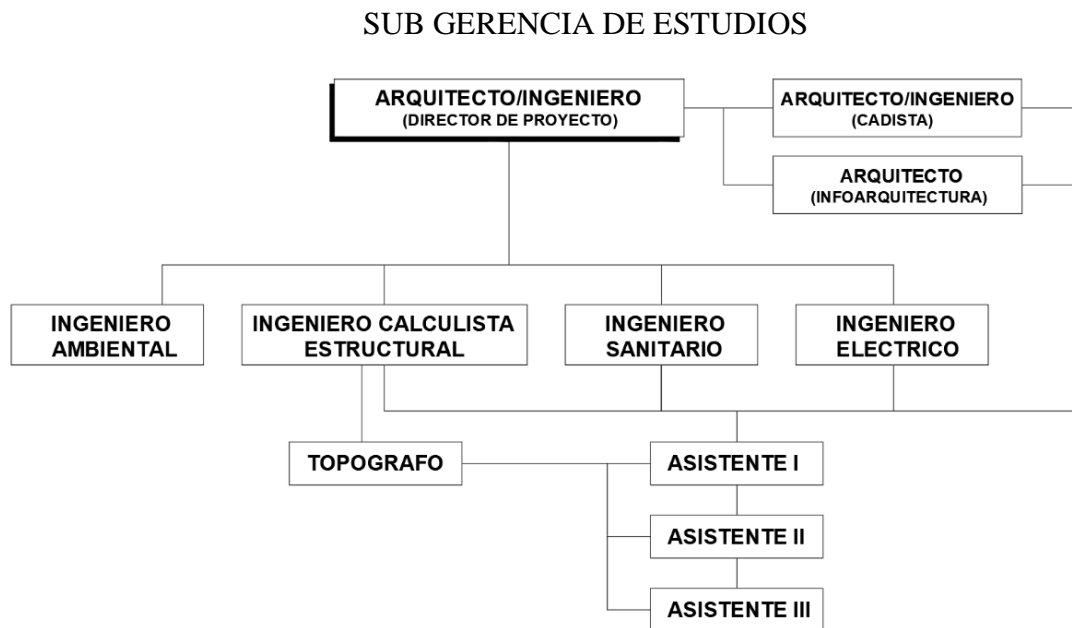 SUB GERENCIA DE ESTUDIOS
ARQUITECTO/INGENIERO
(DIRECTOR DE PROYECTO)
ARQUITECTO/INGENIERO
(CADISTA)
ARQUITECTO
(INFOARQUITECTURA)
INGENIERO
AMBIENTAL
INGENIERO CALCULISTA
ESTRUCTURAL
INGENIERO
SANITARIO
INGENIERO
ELECTRICO
TOPOGRAFO
ASISTENTE I
ASISTENTE II
ASISTENTE III